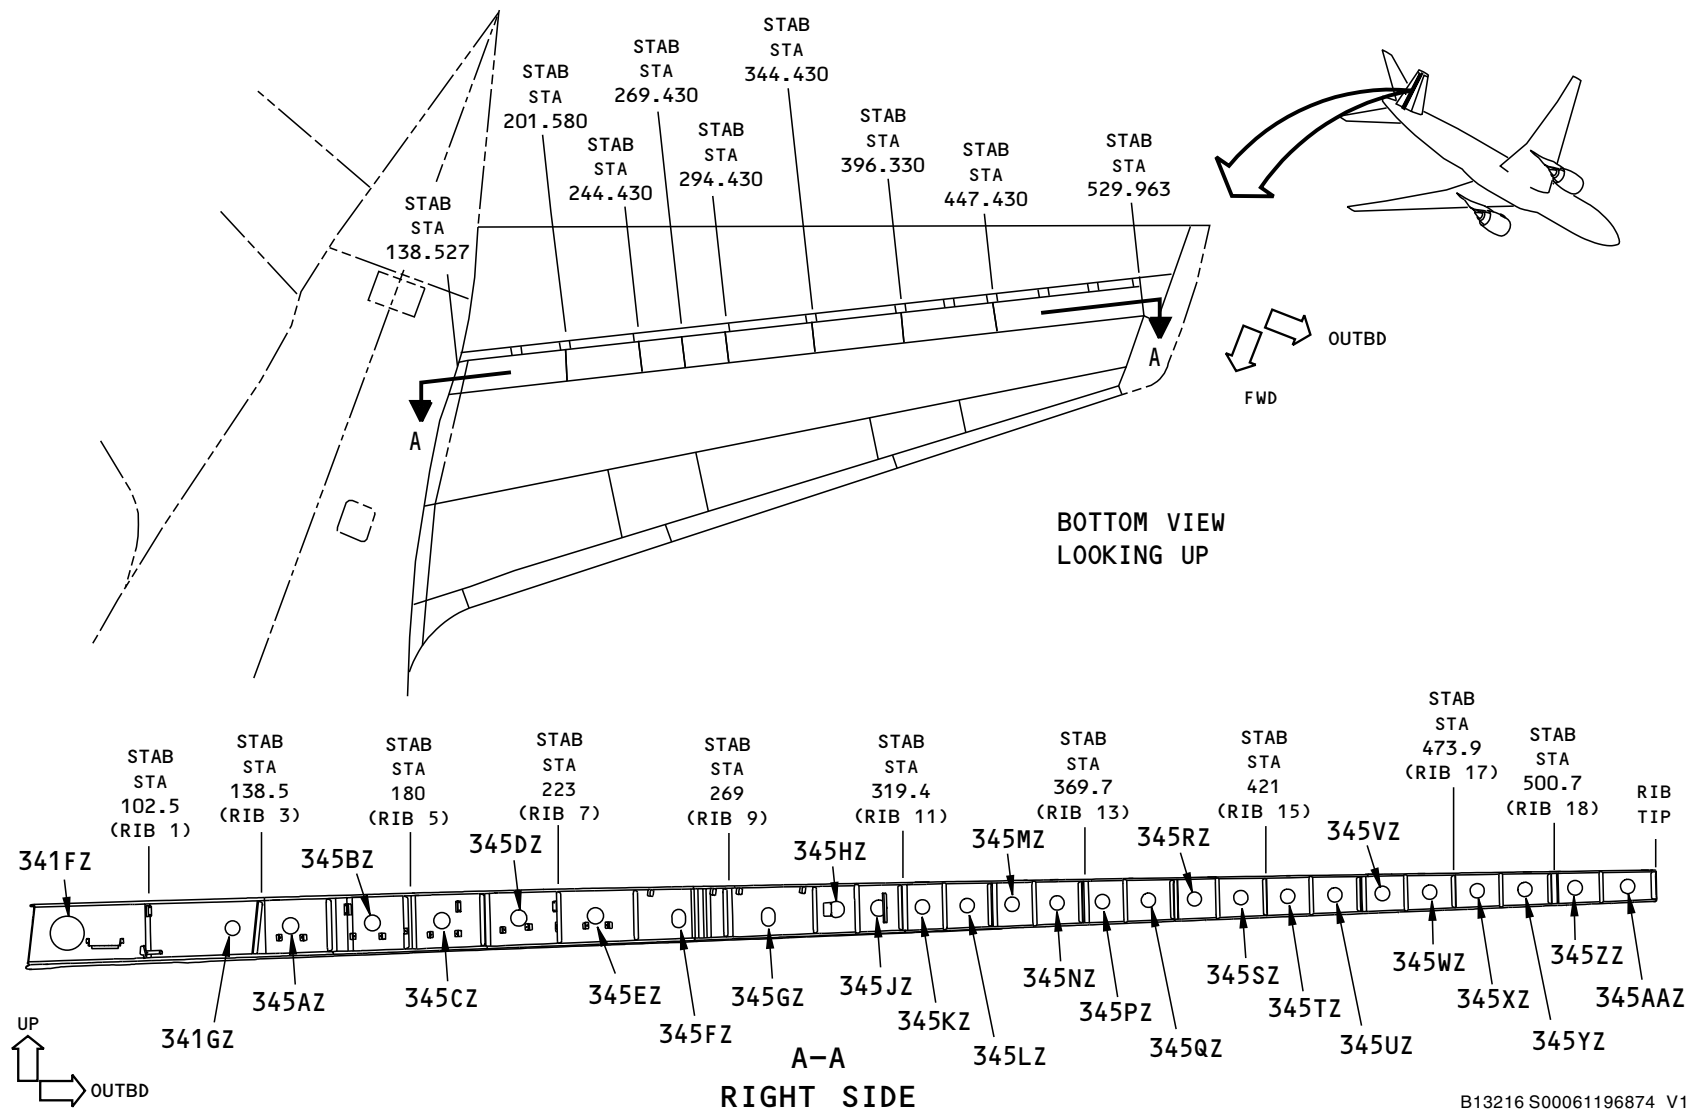 STAB
STA
344.430
STAB
STA
269.430
STAB
STA
201.580
STAB
STA
396.330
STAB
STA
294.430
STAB
STA
244.430
STAB
STA
447.430
STAB
STA
529.963
STAB
STA
138.527
OUTBD
FWD
A
A
BOTTOM VIEW
LOOKING UP
STAB
STA
102.5
(RIB 1)
STAB
STA
138.5
(RIB 3)
STAB
STA
180
(RIB 5)
STAB
STA
223
(RIB 7)
STAB
STA
269
(RIB 9)
STAB
STA
319.4
(RIB 11)
STAB
STA
369.7
(RIB 13)
STAB
STA
421
(RIB 15)
STAB
STA
473.9
(RIB 17)
STAB
STA
500.7
(RIB 18)
RIB
TIP
341FZ
345BZ
345DZ
345HZ
345MZ
345RZ
345VZ
341GZ
345AZ
345CZ
345EZ
345FZ
345GZ
345JZ
345KZ
345LZ
345NZ
345PZ
345QZ
345SZ
345TZ
345UZ
345WZ
345XZ
345YZ
345ZZ
345AAZ
UP
OUTBD
A-A
RIGHT SIDE
B13216 S00061196874_V1